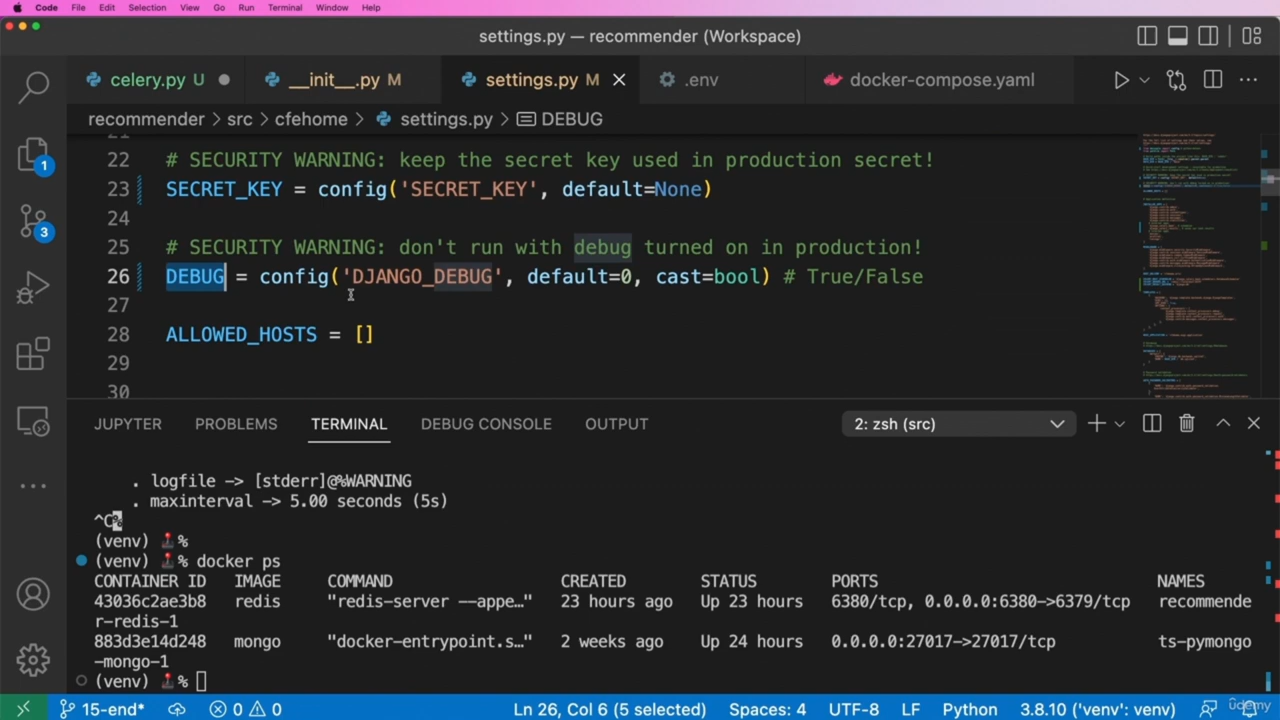 Code File Edit Selection View Go Run Terminal Window Help
settings.py — recommender (Workspace)
celery.py U __init__.py M settings.py M .env docker-compose.yaml
recommender > src > cfehome > settings.py > DEBUG
21
22 # SECURITY WARNING: keep the secret key used in production secret!
23 SECRET_KEY = config('SECRET_KEY', default=None)
24
25 # SECURITY WARNING: don't run with debug turned on in production!
26 DEBUG = config('DJANGO_DEBUG', default=0, cast=bool) # True/False
27
28 ALLOWED_HOSTS = []
29
30
1
3
JUPYTER PROBLEMS TERMINAL DEBUG CONSOLE OUTPUT 2: zsh (src)
. logfile -> [stderr]@%WARNING
. maxinterval -> 5.00 seconds (5s)
^C%
(venv) 🕹️%
(venv) 🕹️% docker ps
CONTAINER ID IMAGE COMMAND CREATED STATUS PORTS NAMES
43036c2ae3b8 redis "redis-server --appe…" 23 hours ago Up 23 hours 6380/tcp, 0.0.0.0:6380->6379/tcp recommende
r-redis-1
883d3e14d248 mongo "docker-entrypoint.s…" 2 weeks ago Up 24 hours 0.0.0.0:27017->27017/tcp ts-pymongo
-mongo-1
(venv) 🕹️%
15-end* 0 0 Ln 26, Col 6 (5 selected) Spaces: 4 UTF-8 LF Python 3.8.10 ('venv': venv)
udemy